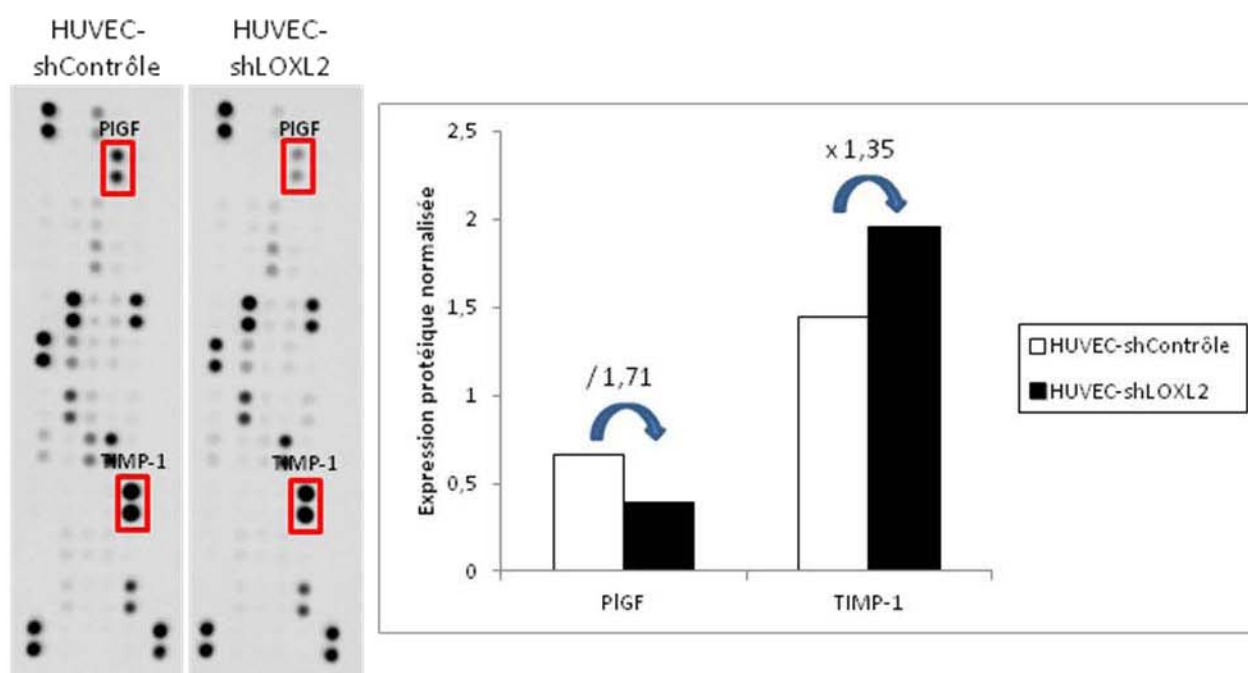 HUVEC-
shContrôle
HUVEC-
shLOXL2
PlGF
PlGF
TIMP-1
TIMP-1
Expression protéique normalisée
2,5
2
1,5
1
0,5
0
/ 1,71
x 1,35
PlGF
TIMP-1
HUVEC-shContrôle
HUVEC-shLOXL2